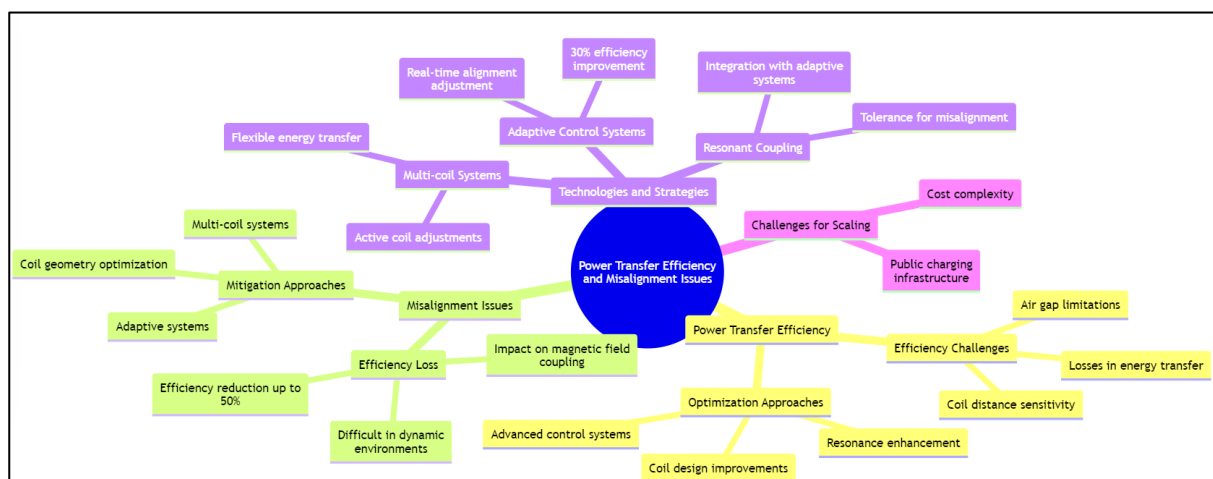 30% efficiency
improvement
Real-time alignment
adjustment
Integration with adaptive
systems
Flexible energy transfer
Adaptive Control Systems
Tolerance for misalignment
Resonant Coupling
Multi-coil Systems
Technologies and Strategies
Active coil adjustments
Cost complexity
Challenges for Scaling
Public charging
infrastructure
Power Transfer Efficiency
and Misalignment Issues
Multi-coil systems
Coil geometry optimization
Mitigation Approaches
Adaptive systems
Misalignment Issues
Efficiency Loss
Impact on magnetic field
coupling
Efficiency reduction up to
50%
Difficult in dynamic
environments
Power Transfer Efficiency
Air gap limitations
Efficiency Challenges
Losses in energy transfer
Coil distance sensitivity
Optimization Approaches
Advanced control systems
Resonance enhancement
Coil design improvements